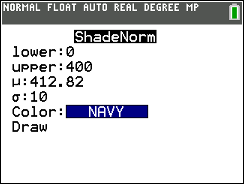 NORMAL FLOAT AUTO REAL DEGREE MP
ShadeNorm
lower:0
upper:400
μ:412.82
σ:10
Color: NAVY
Draw